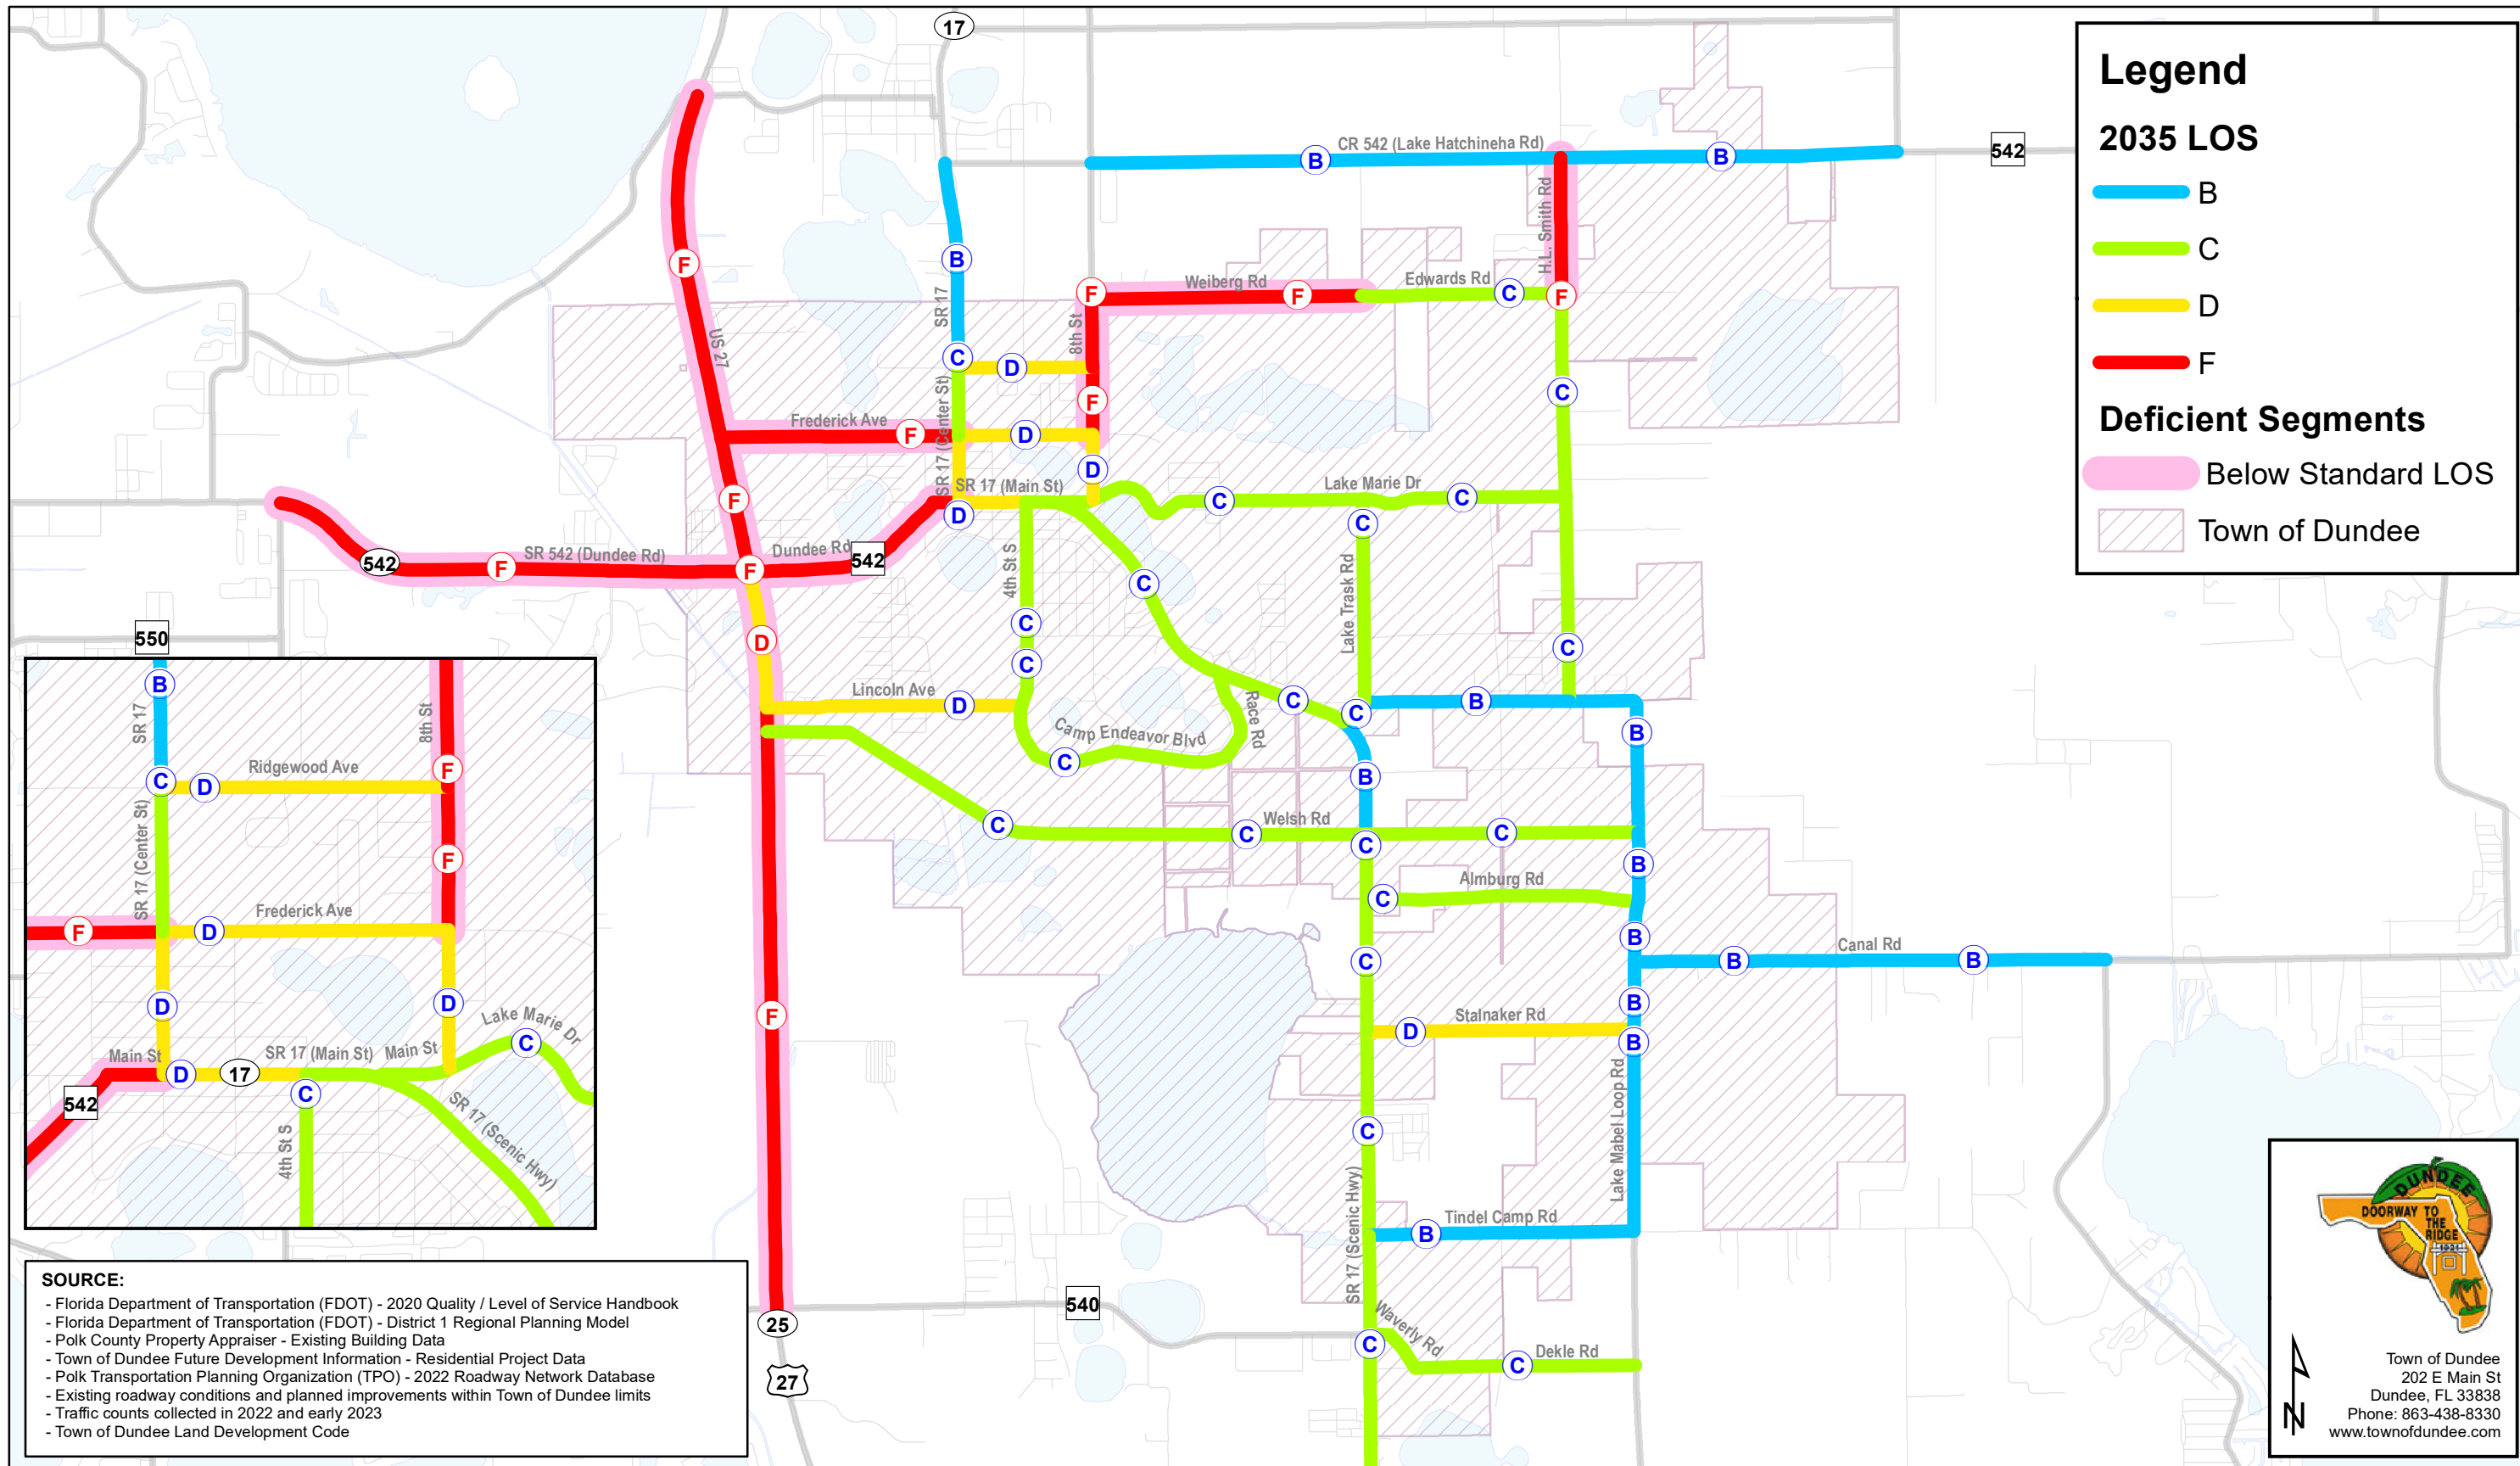 17
CR 542 (Lake Hatchineha Rd)
B
B
542
H.L. Smith Rd
F
B
SR 17
US 27
8th St
F
Weiberg Rd
F
Edwards Rd
C
F
C
D
SR 17 (Center St)
F
C
Frederick Ave
F
D
D
SR 17 (Main St)
D
F
C
Lake Marie Dr
C
C
542
F
SR 542 (Dundee Rd)
F
Dundee Rd
542
4th St S
C
Lake Trask Rd
D
C
C
C
Lincoln Ave
D
C
C
B
B
Race Rd
Camp Endeavor Blvd
C
B
C
C
Welsh Rd
C
C
B
C
Almburg Rd
B
C
Canal Rd
B
B
F
D
Stalnaker Rd
B
B
C
Lake Mabel Loop Rd
SR 17 (Scenic Hwy)
B
Tindel Camp Rd
540
25
27
C
Waverly Rd
C
Dekle Rd
550
B
SR 17
8th St
Ridgewood Ave
F
C
D
SR 17 (Center St)
F
Frederick Ave
F
D
D
D
Lake Marie Dr
C
Main St
SR 17 (Main St)
Main St
D
17
542
C
SR 17 (Scenic Hwy)
4th St S
Legend
2035 LOS
B
C
D
F
Deficient Segments
Below Standard LOS
Town of Dundee
SOURCE:
- Florida Department of Transportation (FDOT) - 2020 Quality / Level of Service Handbook
- Florida Department of Transportation (FDOT) - District 1 Regional Planning Model
- Polk County Property Appraiser - Existing Building Data
- Town of Dundee Future Development Information - Residential Project Data
- Polk Transportation Planning Organization (TPO) - 2022 Roadway Network Database
- Existing roadway conditions and planned improvements within Town of Dundee limits
- Traffic counts collected in 2022 and early 2023
- Town of Dundee Land Development Code
DUNDEE
DOORWAY TO
THE
RIDGE
N
Town of Dundee
202 E Main St
Dundee, FL 33838
Phone: 863-438-8330
www.townofdundee.com